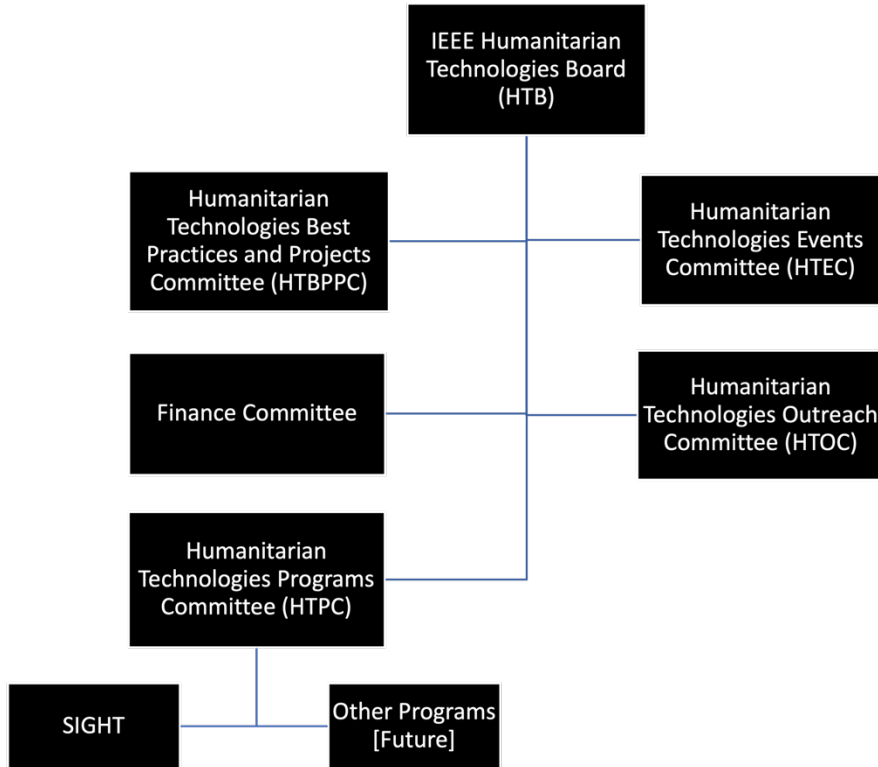 IEEE Humanitarian
Technologies Board
(HTB)
Humanitarian
Technologies Best
Practices and Projects
Committee (HTBPPC)
Humanitarian
Technologies Events
Committee (HTEC)
Finance Committee
Humanitarian
Technologies Outreach
Committee (HTOC)
Humanitarian
Technologies Programs
Committee (HTPC)
SIGHT
Other Programs
[Future]